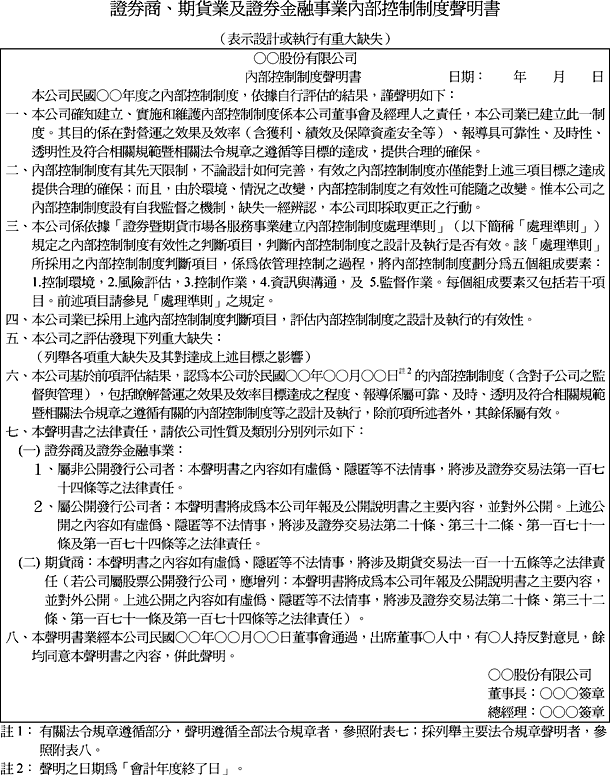 證券商、期貨業及證券金融事業內部控制制度聲明書
（表示設計或執行有重大缺失）
○○股份有限公司
內部控制制度聲明書　日期：　年　月　日
本公司民國○○年度之內部控制制度，依據自行評估的結果，謹聲明如下：
一、本公司確知建立、實施和維護內部控制制度係本公司董事會及經理人之責任，本公司業已建立此一制
度。其目的係在對營運之效果及效率（含獲利、績效及保障資產安全等）、報導具可靠性、及時性、
透明性及符合相關規範暨相關法令規章之遵循等目標的達成，提供合理的確保。
二、內部控制制度有其先天限制，不論設計如何完善，有效之內部控制制度亦僅能對上述三項目標之達成
提供合理的確保；而且，由於環境、情況之改變，內部控制制度之有效性可能隨之改變。惟本公司之
內部控制制度設有自我監督之機制，缺失一經辨認，本公司即採取更正之行動。
三、本公司係依據「證券暨期貨市場各服務事業建立內部控制制度處理準則」（以下簡稱「處理準則」）
規定之內部控制制度有效性之判斷項目，判斷內部控制制度之設計及執行是否有效。該「處理準則」
所採用之內部控制制度判斷項目，係為依管理控制之過程，將內部控制制度劃分為五個組成要素：
1.控制環境，2.風險評估，3.控制作業，4.資訊與溝通，及 5.監督作業。每個組成要素又包括若干項
目。前述項目請參見「處理準則」之規定。
四、本公司業已採用上述內部控制制度判斷項目，評估內部控制制度之設計及執行的有效性。
五、本公司之評估發現下列重大缺失：
（列舉各項重大缺失及其對達成上述目標之影響）
六、本公司基於前項評估結果，認為本公司於民國○○年○○月○○日註2 的內部控制制度（含對子公司之監
督與管理），包括瞭解營運之效果及效率目標達成之程度、報導係屬可靠、及時、透明及符合相關規範
暨相關法令規章之遵循有關的內部控制制度等之設計及執行，除前項所述者外，其餘係屬有效。
七、本聲明書之法律責任，請依公司性質及類別分別列示如下：
(一) 證券商及證券金融事業：
１、屬非公開發行公司者：本聲明書之內容如有虛偽、隱匿等不法情事，將涉及證券交易法第一百七
十四條等之法律責任。
２、屬公開發行公司者：本聲明書將成為本公司年報及公開說明書之主要內容，並對外公開。上述公
開之內容如有虛偽、隱匿等不法情事，將涉及證券交易法第二十條、第三十二條、第一百七十一
條及第一百七十四條等之法律責任。
(二) 期貨商：本聲明書之內容如有虛偽、隱匿等不法情事，將涉及期貨交易法一百一十五條等之法律責
任（若公司屬股票公開發行公司，應增列：本聲明書將成為本公司年報及公開說明書之主要內容，
並對外公開。上述公開之內容如有虛偽、隱匿等不法情事，將涉及證券交易法第二十條、第三十二
條、第一百七十一條及第一百七十四條等之法律責任）。
八、本聲明書業經本公司民國○○年○○月○○日董事會通過，出席董事○人中，有○人持反對意見，餘
均同意本聲明書之內容，併此聲明。
○○股份有限公司
董事長：○○○簽章
總經理：○○○簽章
註１：有關法令規章遵循部分，聲明遵循全部法令規章者，參照附表七；採列舉主要法令規章聲明者，參
照附表八。
註２：聲明之日期為「會計年度終了日」。